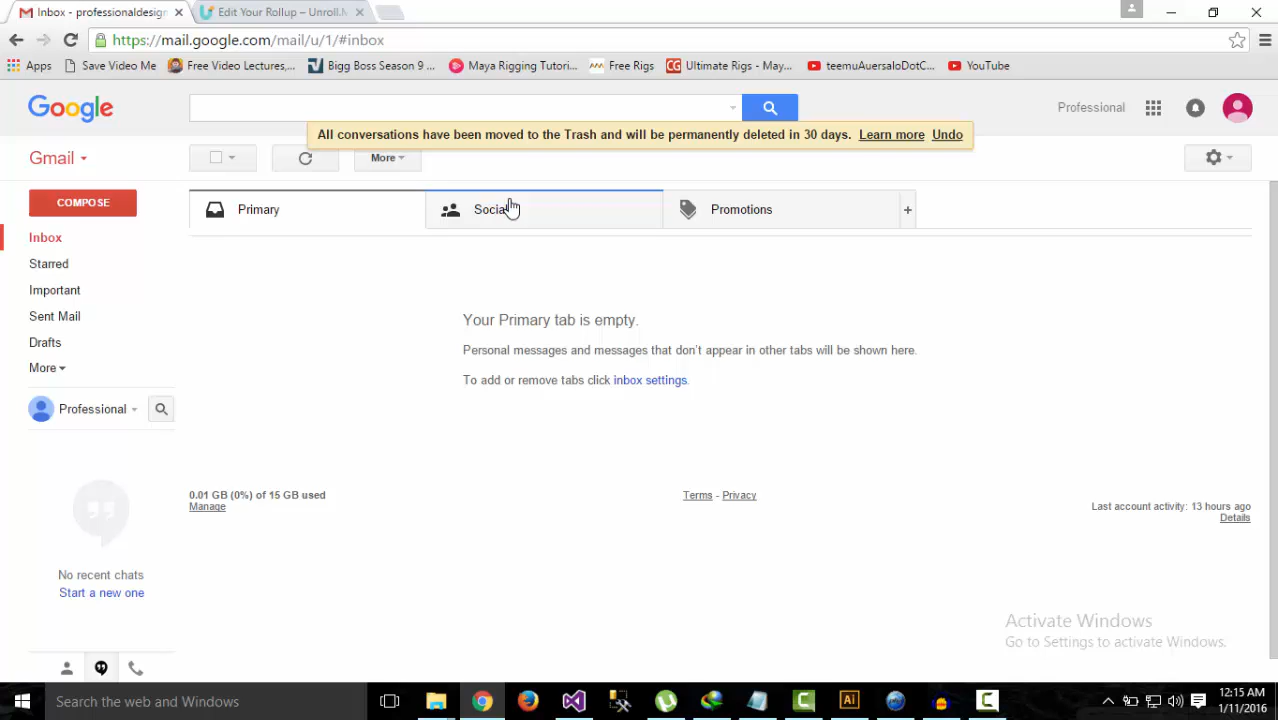 Inbox - professionaldesign
Edit Your Rollup - Unroll.M
https://mail.google.com/mail/u/1/#inbox
Apps
Save Video Me
Free Video Lectures,...
Bigg Boss Season 9 ...
Maya Rigging Tutori...
Free Rigs
Ultimate Rigs - May...
teemuAuersaloDotC...
YouTube
Google
Professional
All conversations have been moved to the Trash and will be permanently deleted in 30 days. Learn more Undo
Gmail
More
COMPOSE
Primary
Social
Promotions
+
Inbox
Starred
Important
Sent Mail
Drafts
More
Your Primary tab is empty.
Personal messages and messages that don't appear in other tabs will be shown here.
To add or remove tabs click inbox settings.
Professional
0.01 GB (0%) of 15 GB used
Manage
Terms - Privacy
Last account activity: 13 hours ago
Details
No recent chats
Start a new one
Activate Windows
Go to Settings to activate Windows.
Search the web and Windows
12:15 AM
1/11/2016